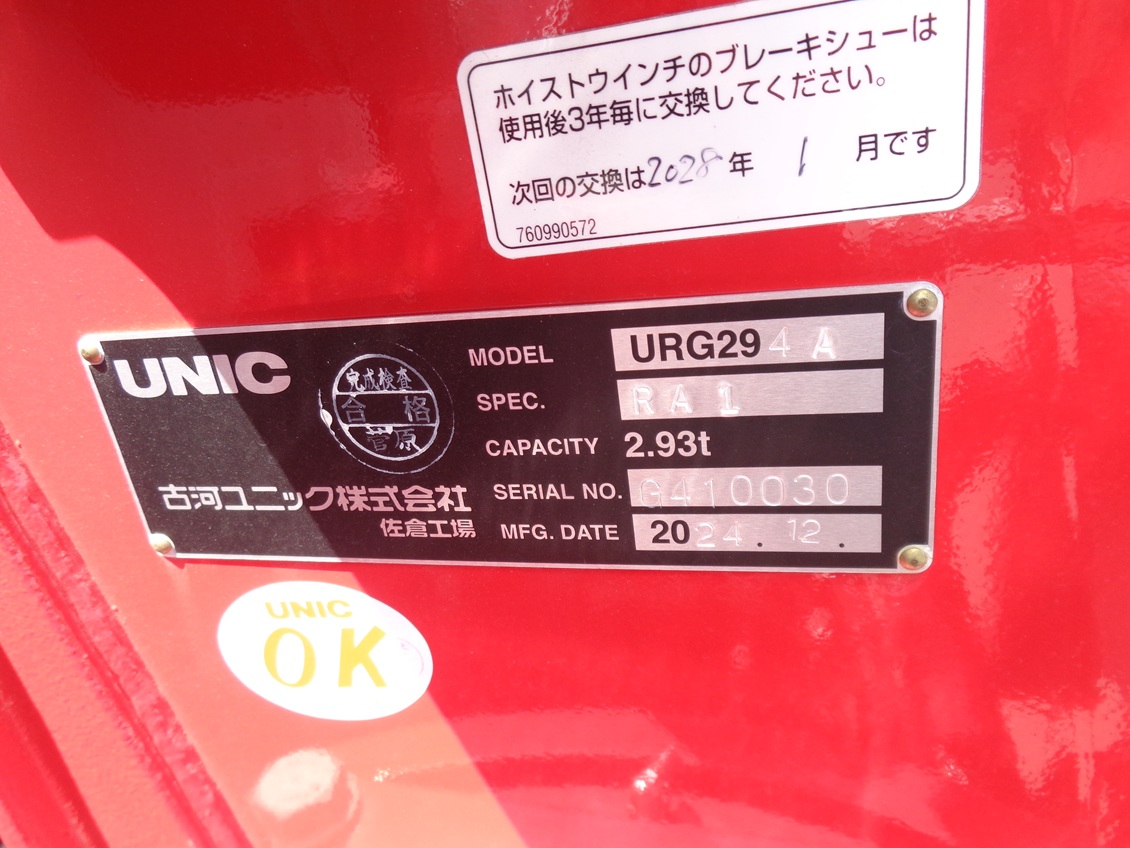 ホイストウインチのブレーキシューは
使用後3年毎に交換してください。
次回の交換は2028年 1 月です
760990572
UNIC
完成検査
合格
菅原
古河ユニック株式会社
佐倉工場
MODEL URG294A
SPEC. RA1
CAPACITY 2.93t
SERIAL NO. G410030
MFG. DATE 2024.12.
UNIC
OK